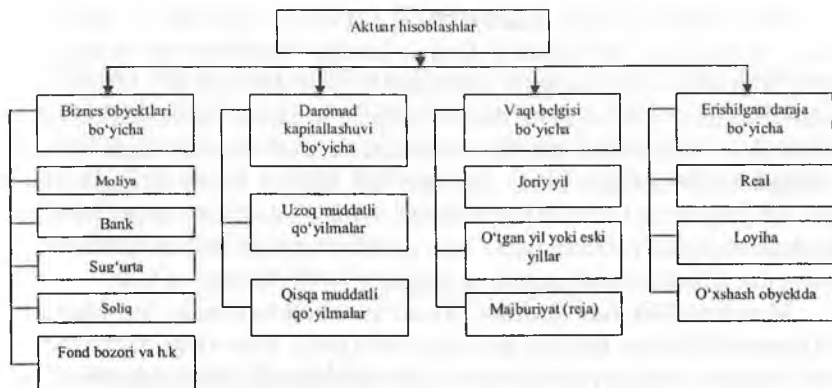 Aktuar hisoblashlar
Biznes obyektlari
bo‘yicha
Moliya
Bank
Sug‘urta
Soliq
Fond bozori va h.k
Daromad
kapitallashuvi
bo‘yicha
Uzoq muddatli
qo‘yilmalar
Qisqa muddatli
qo‘yilmalar
Vaqt belgisi
bo‘yicha
Joriy yil
O‘tgan yil yoki eski
yillar
Majburiyat (reja)
Erishilgan daraja
bo‘yicha
Real
Loyiha
O‘xshash obyektda